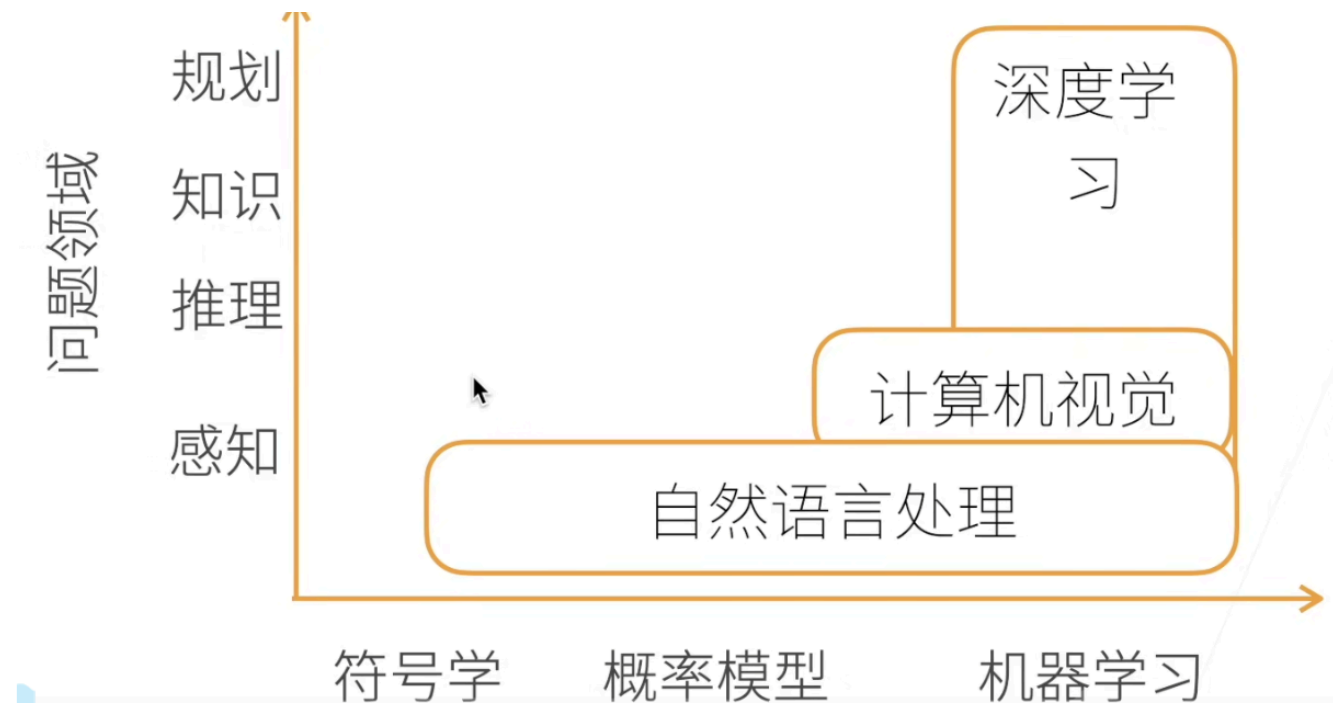 规划
知识
推理
感知
问题领域
深度学
习
计算机视觉
自然语言处理
符号学
概率模型
机器学习